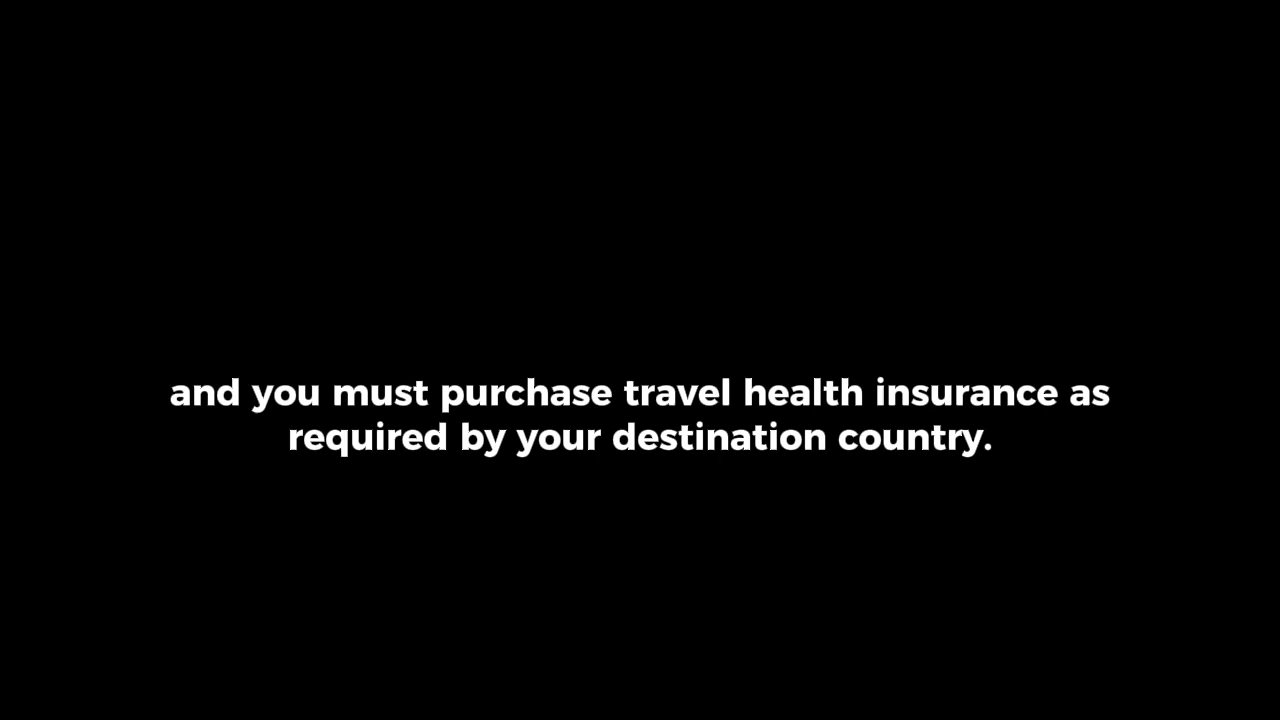 and you must purchase travel health insurance as
required by your destination country.